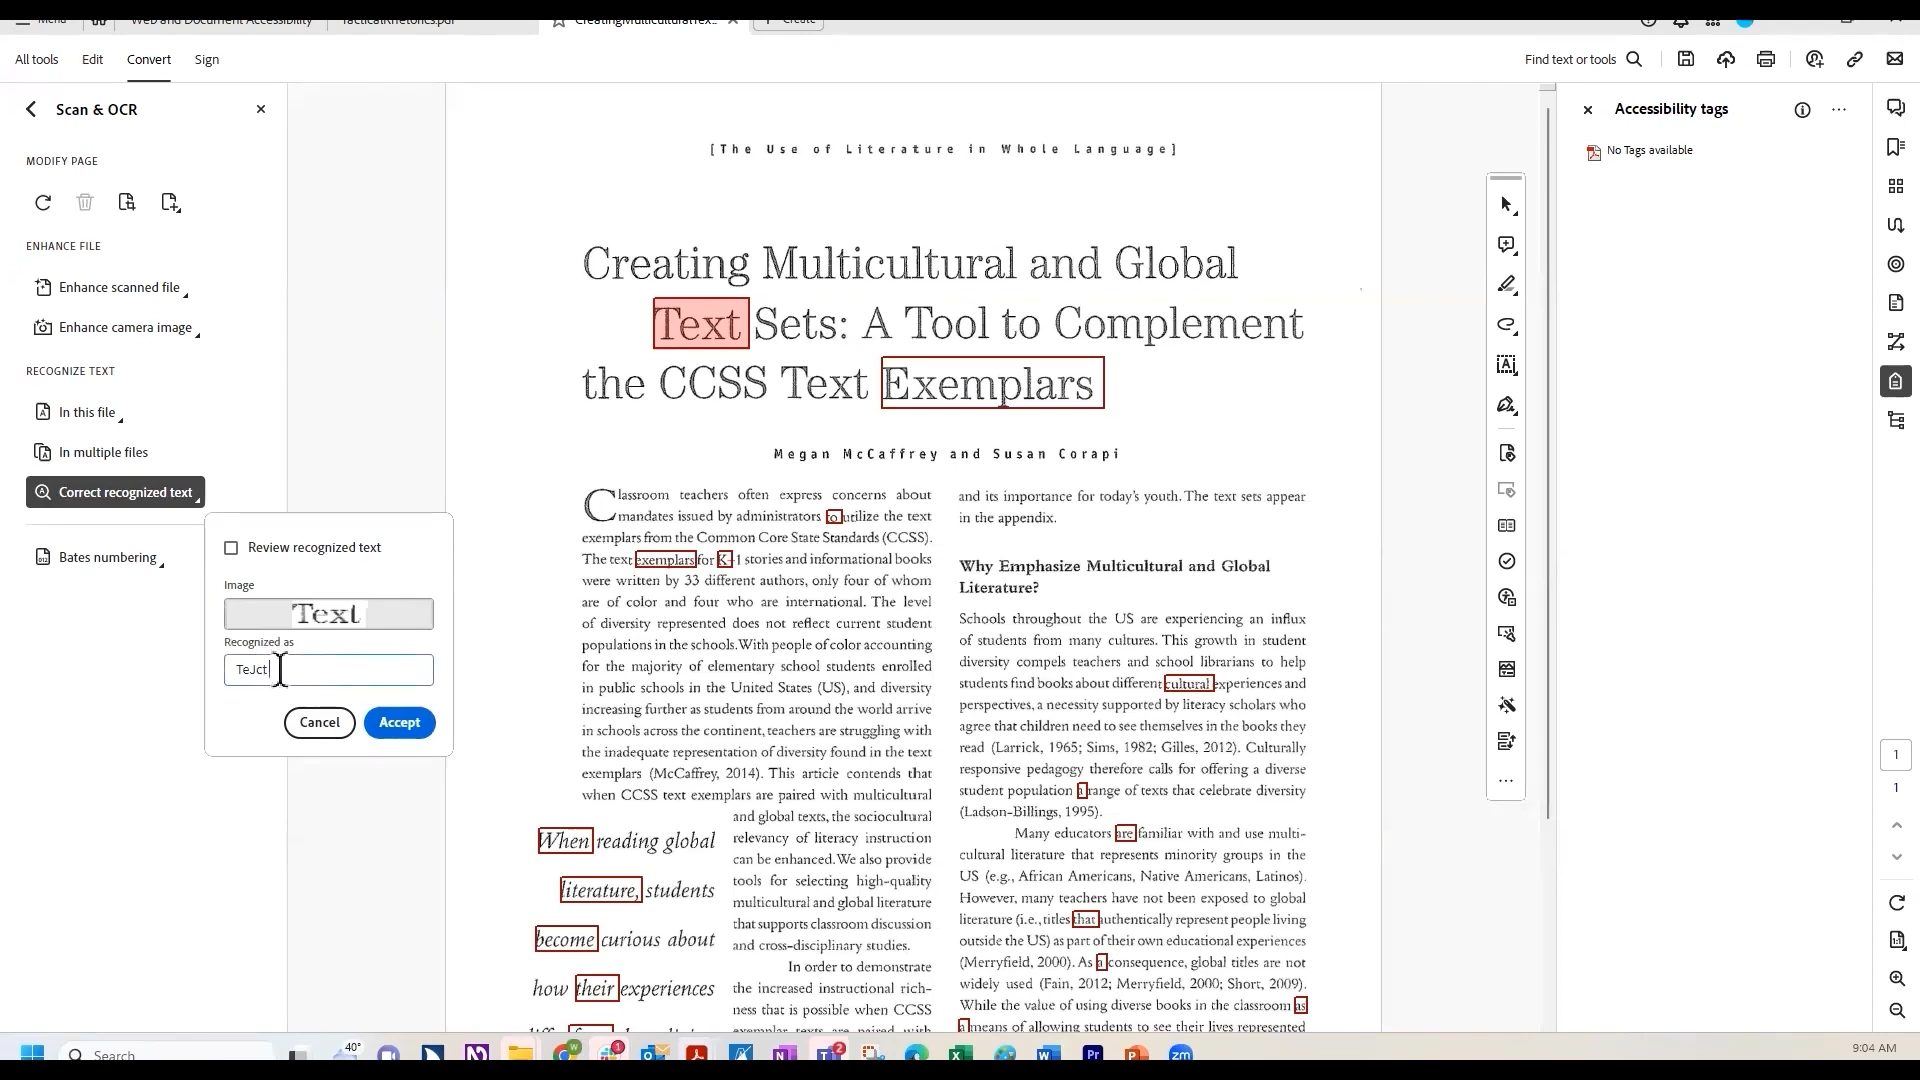 Menu
Web and Document Accessibility
TacticalRhetorics.pdf
CreatingMulticulturalTex...
Create
All tools
Edit
Convert
Sign
Find text or tools
Scan & OCR
MODIFY PAGE
ENHANCE FILE
Enhance scanned file
Enhance camera image
RECOGNIZE TEXT
In this file
In multiple files
Correct recognized text
Bates numbering
Review recognized text
Image
Text
Recognized as
TeJct
Cancel
Accept
[The Use of Literature in Whole Language]
Creating Multicultural and Global
Text Sets: A Tool to Complement
the CCSS Text Exemplars
Megan McCaffrey and Susan Corapi
Classroom teachers often express concerns about
mandates issued by administrators to utilize the text
exemplars from the Common Core State Standards (CCSS).
The text exemplars for K–1 stories and informational books
were written by 33 different authors, only four of whom
are of color and four who are international. The level
of diversity represented does not reflect current student
populations in the schools. With people of color accounting
for the majority of elementary school students enrolled
in public schools in the United States (US), and diversity
increasing further as students from around the world arrive
in schools across the continent, teachers are struggling with
the inadequate representation of diversity found in the text
exemplars (McCaffrey, 2014). This article contends that
when CCSS text exemplars are paired with multicultural
and global texts, the sociocultural
relevancy of literacy instruction
can be enhanced. We also provide
tools for selecting high-quality
multicultural and global literature
that supports classroom discussion
and cross-disciplinary studies.
In order to demonstrate
the increased instructional rich-
ness that is possible when CCSS
exemplar texts are paired with
When reading global
literature, students
become curious about
how their experiences
and its importance for today's youth. The text sets appear
in the appendix.
Why Emphasize Multicultural and Global
Literature?
Schools throughout the US are experiencing an influx
of students from many cultures. This growth in student
diversity compels teachers and school librarians to help
students find books about different cultural experiences and
perspectives, a necessity supported by literacy scholars who
agree that children need to see themselves in the books they
read (Larrick, 1965; Sims, 1982; Gilles, 2012). Culturally
responsive pedagogy therefore calls for offering a diverse
student population a range of texts that celebrate diversity
(Ladson-Billings, 1995).
Many educators are familiar with and use multi-
cultural literature that represents minority groups in the
US (e.g., African Americans, Native Americans, Latinos).
However, many teachers have not been exposed to global
literature (i.e., titles that authentically represent people living
outside the US) as part of their own educational experiences
(Merryfield, 2000). As a consequence, global titles are not
widely used (Fain, 2012; Merryfield, 2000; Short, 2009).
While the value of using diverse books in the classroom as
a means of allowing students to see their lives represented
Accessibility tags
No Tags available
1
1
Search
40°
9:04 AM